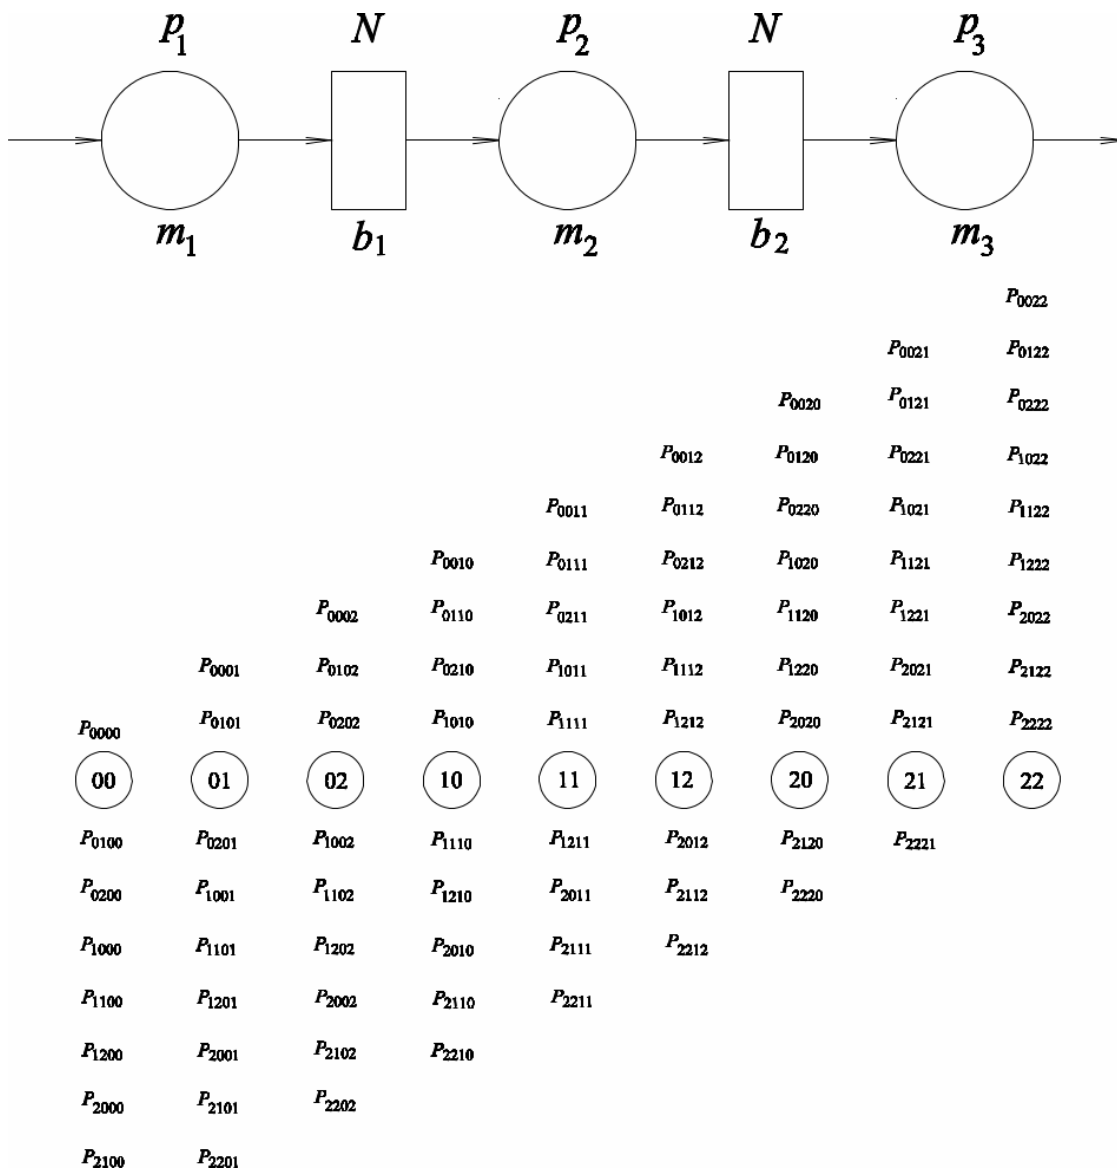 p₁ N p₂ N p₃
m₁ b₁ m₂ b₂ m₃
P₀₀₂₂
P₀₀₂₁ P₀₁₂₂
P₀₀₂₀ P₀₁₂₁ P₀₂₂₂
P₀₀₁₂ P₀₁₂₀ P₀₂₂₁ P₁₀₂₂
P₀₀₁₁ P₀₁₁₂ P₀₂₂₀ P₁₀₂₁ P₁₁₂₂
P₀₀₁₀ P₀₁₁₁ P₀₂₁₂ P₁₀₂₀ P₁₁₂₁ P₁₂₂₂
P₀₀₀₂ P₀₁₁₀ P₀₂₁₁ P₁₀₁₂ P₁₁₂₀ P₁₂₂₁ P₂₀₂₂
P₀₀₀₁ P₀₁₀₂ P₀₂₁₀ P₁₀₁₁ P₁₁₁₂ P₁₂₂₀ P₂₀₂₁ P₂₁₂₂
P₀₀₀₀ P₀₁₀₁ P₀₂₀₂ P₁₀₁₀ P₁₁₁₁ P₁₂₁₂ P₂₀₂₀ P₂₁₂₁ P₂₂₂₂
00 01 02 10 11 12 20 21 22
P₀₁₀₀ P₀₂₀₁ P₁₀₀₂ P₁₁₁₀ P₁₂₁₁ P₂₀₁₂ P₂₁₂₀ P₂₂₂₁
P₀₂₀₀ P₁₀₀₁ P₁₁₀₂ P₁₂₁₀ P₂₀₁₁ P₂₁₁₂ P₂₂₂₀
P₁₀₀₀ P₁₁₀₁ P₁₂₀₂ P₂₀₁₀ P₂₁₁₁ P₂₂₁₂
P₁₁₀₀ P₁₂₀₁ P₂₀₀₂ P₂₁₁₀ P₂₂₁₁
P₁₂₀₀ P₂₀₀₁ P₂₁₀₂ P₂₂₁₀
P₂₀₀₀ P₂₁₀₁ P₂₂₀₂
P₂₁₀₀ P₂₂₀₁